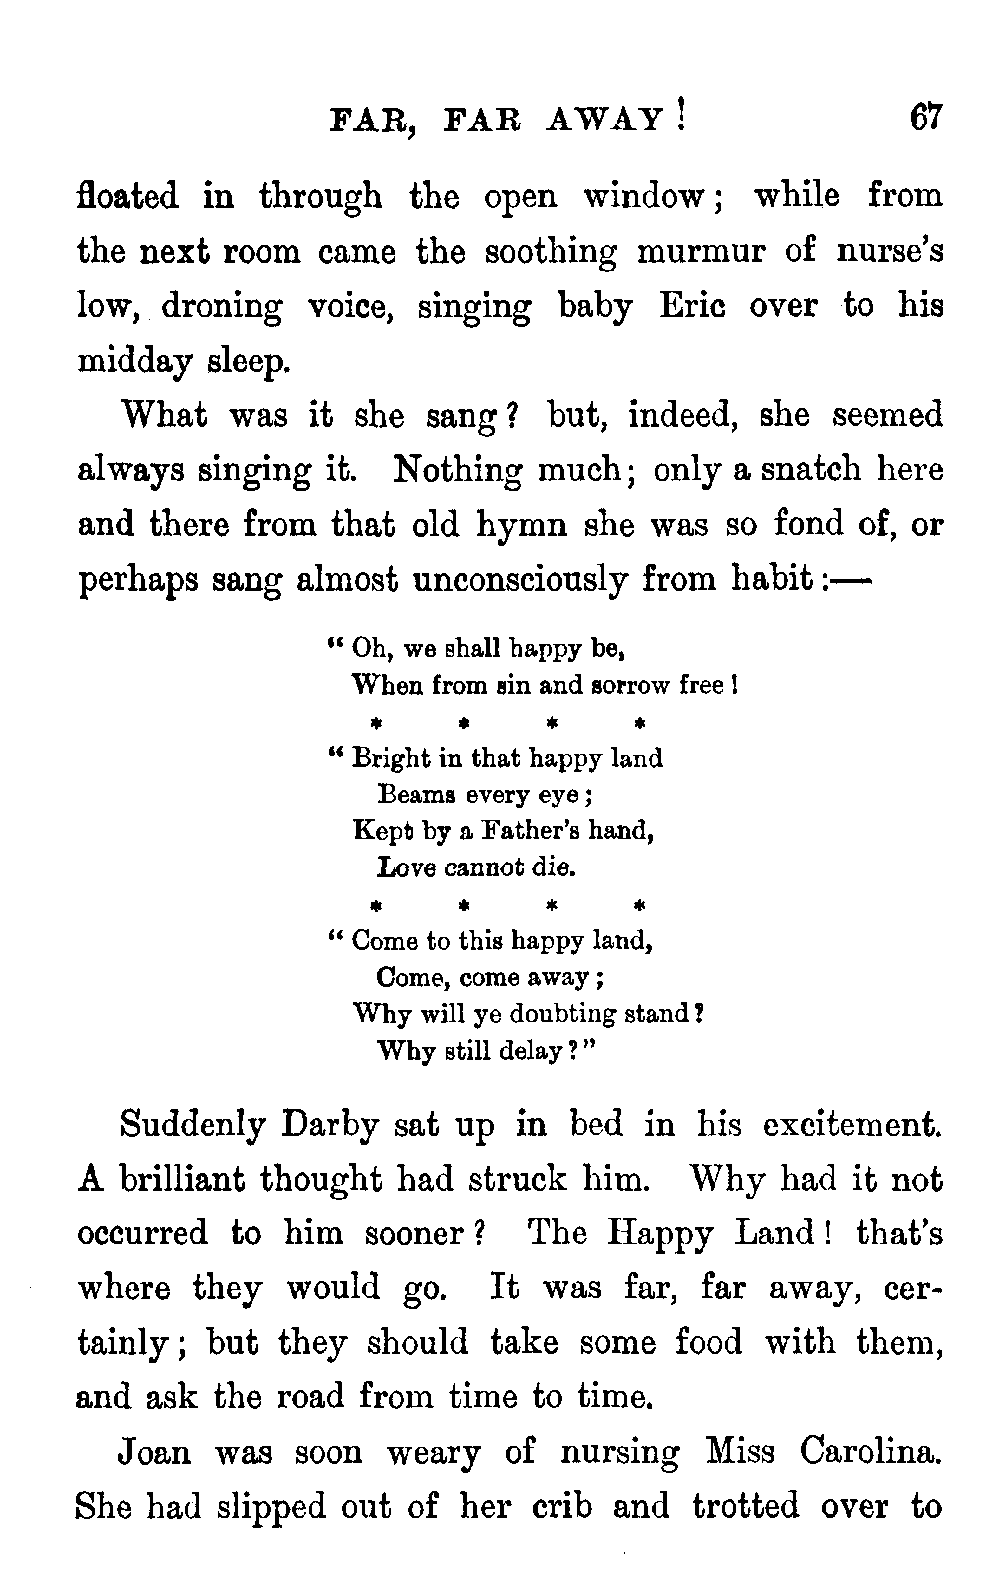 FAR, FAR AWAY! 67
floated in through the open window; while from
the next room came the soothing murmur of nurse's
low, droning voice, singing baby Eric over to his
midday sleep.
What was it she sang? but, indeed, she seemed
always singing it. Nothing much; only a snatch here
and there from that old hymn she was so fond of, or
perhaps sang almost unconsciously from habit:—
"Oh, we shall happy be,
When from sin and sorrow free!
* * * *
"Bright in that happy land
Beams every eye;
Kept by a Father's hand,
Love cannot die.
* * * *
"Come to this happy land,
Come, come away;
Why will ye doubting stand?
Why still delay?"
Suddenly Darby sat up in bed in his excitement.
A brilliant thought had struck him. Why had it not
occurred to him sooner? The Happy Land! that's
where they would go. It was far, far away, cer-
tainly; but they should take some food with them,
and ask the road from time to time.
Joan was soon weary of nursing Miss Carolina.
She had slipped out of her crib and trotted over to